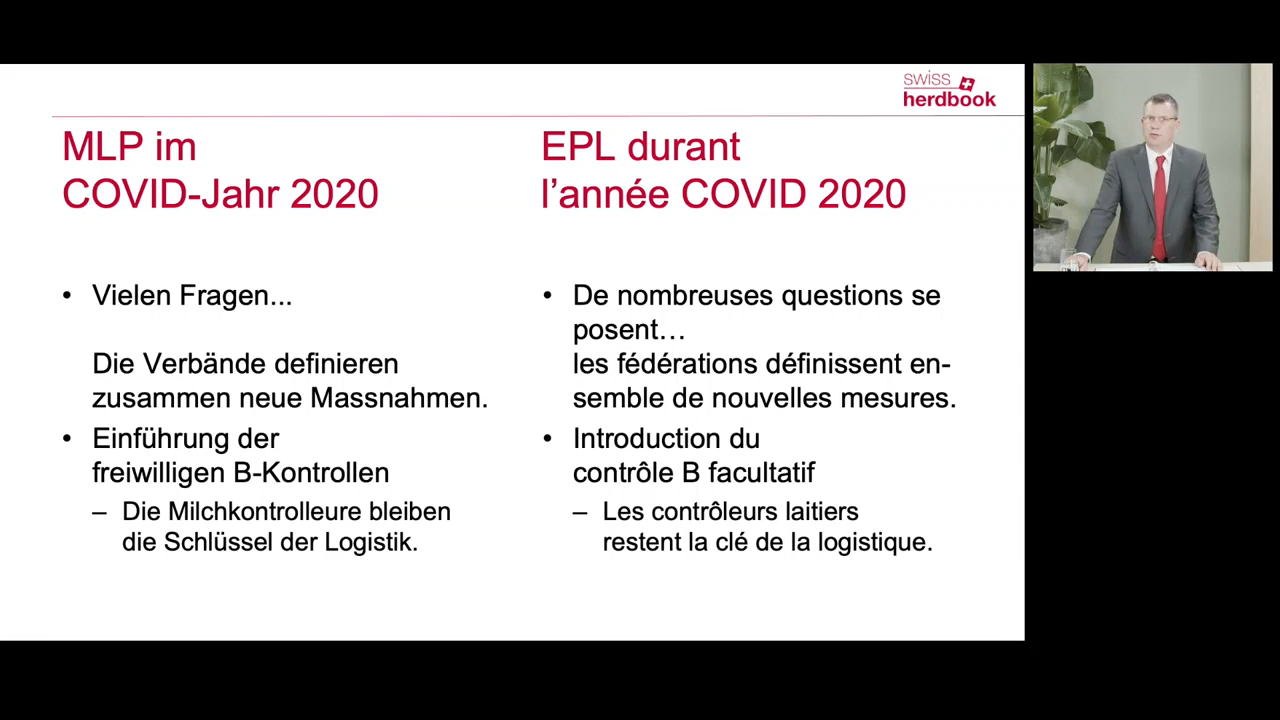 swiss
herdbook
MLP im
COVID-Jahr 2020
• Vielen Fragen...
Die Verbände definieren
zusammen neue Massnahmen.
• Einführung der
freiwilligen B-Kontrollen
– Die Milchkontrolleure bleiben
die Schlüssel der Logistik.
EPL durant
l’année COVID 2020
• De nombreuses questions se
posent…
les fédérations définissent en-
semble de nouvelles mesures.
• Introduction du
contrôle B facultatif
– Les contrôleurs laitiers
restent la clé de la logistique.